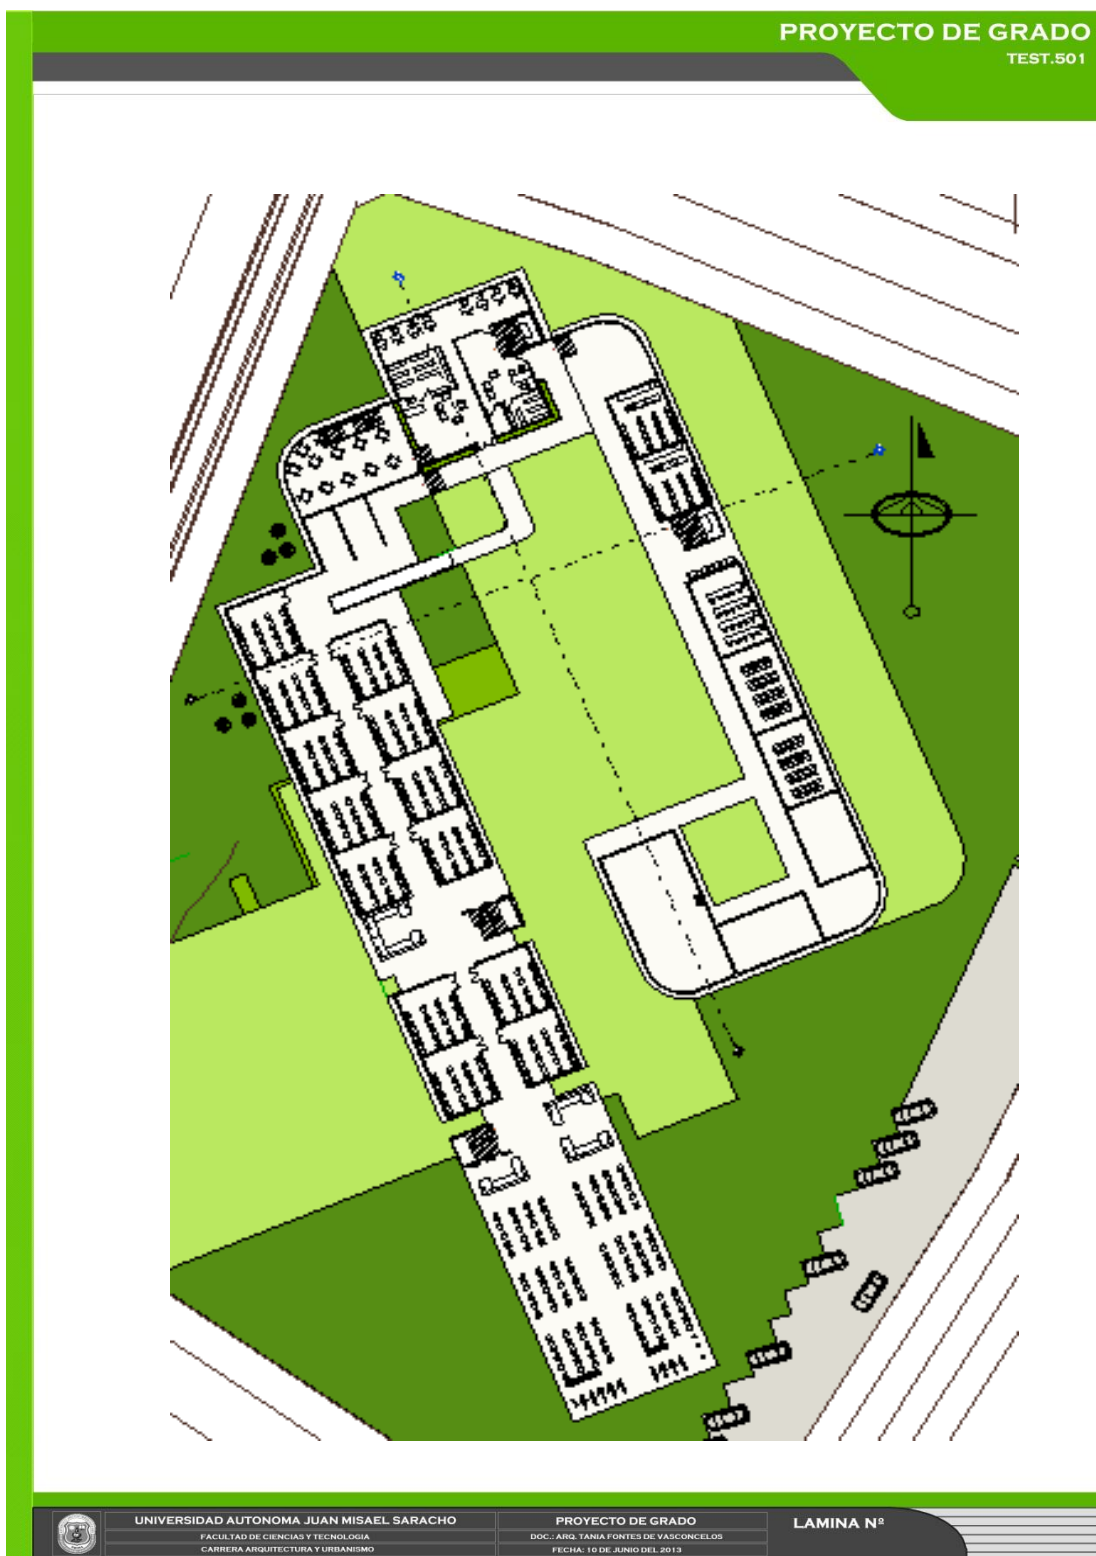 PROYECTO DE GRADO
TEST.501
UNIVERSIDAD AUTONOMA JUAN MISAEL SARACHO
FACULTAD DE CIENCIAS Y TECNOLOGIA
CARRERA ARQUITECTURA Y URBANISMO
PROYECTO DE GRADO
DOC.: ARQ. TANIA FONTES DE VASCONCELOS
FECHA: 10 DE JUNIO DEL 2013
LAMINA Nº